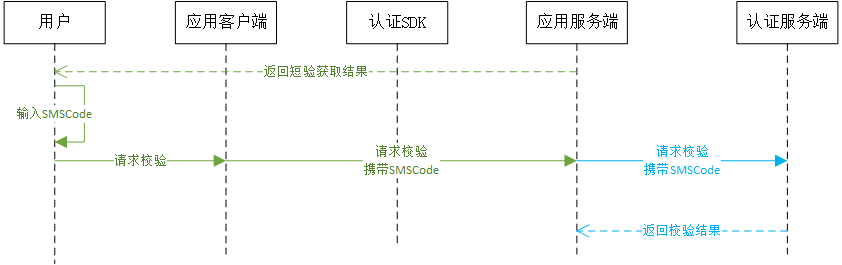 用户
应用客户端
认证SDK
应用服务端
认证服务端
返回短验获取结果
输入SMSCode
请求校验
请求校验
携带SMSCode
请求校验
携带SMSCode
返回校验结果